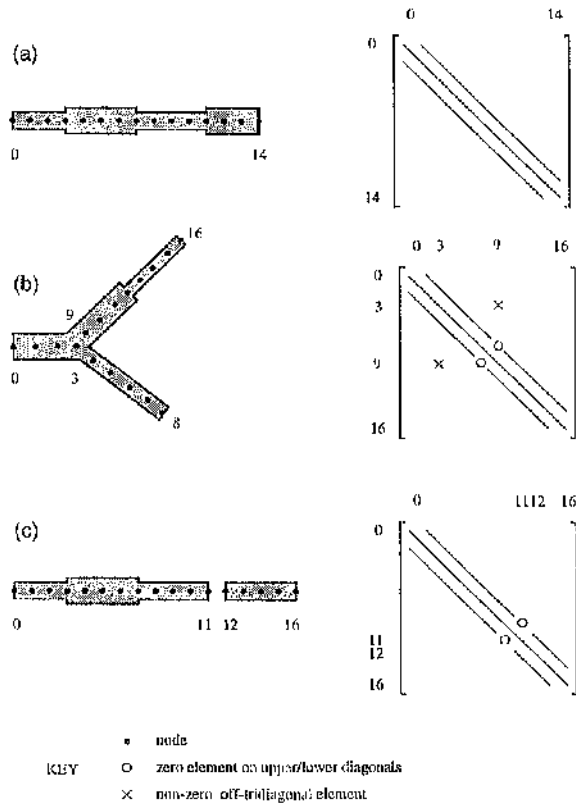 0 14
(a)
0
0 14
14
16
0 3 9 16
(b)
0
9
3
0 3
9
8
16
0 11 12 16
(c)
0
0 11 12 16
11
12
16
• node
KEY
○ zero element on upper/lower diagonals
× non-zero off-tridiagonal element